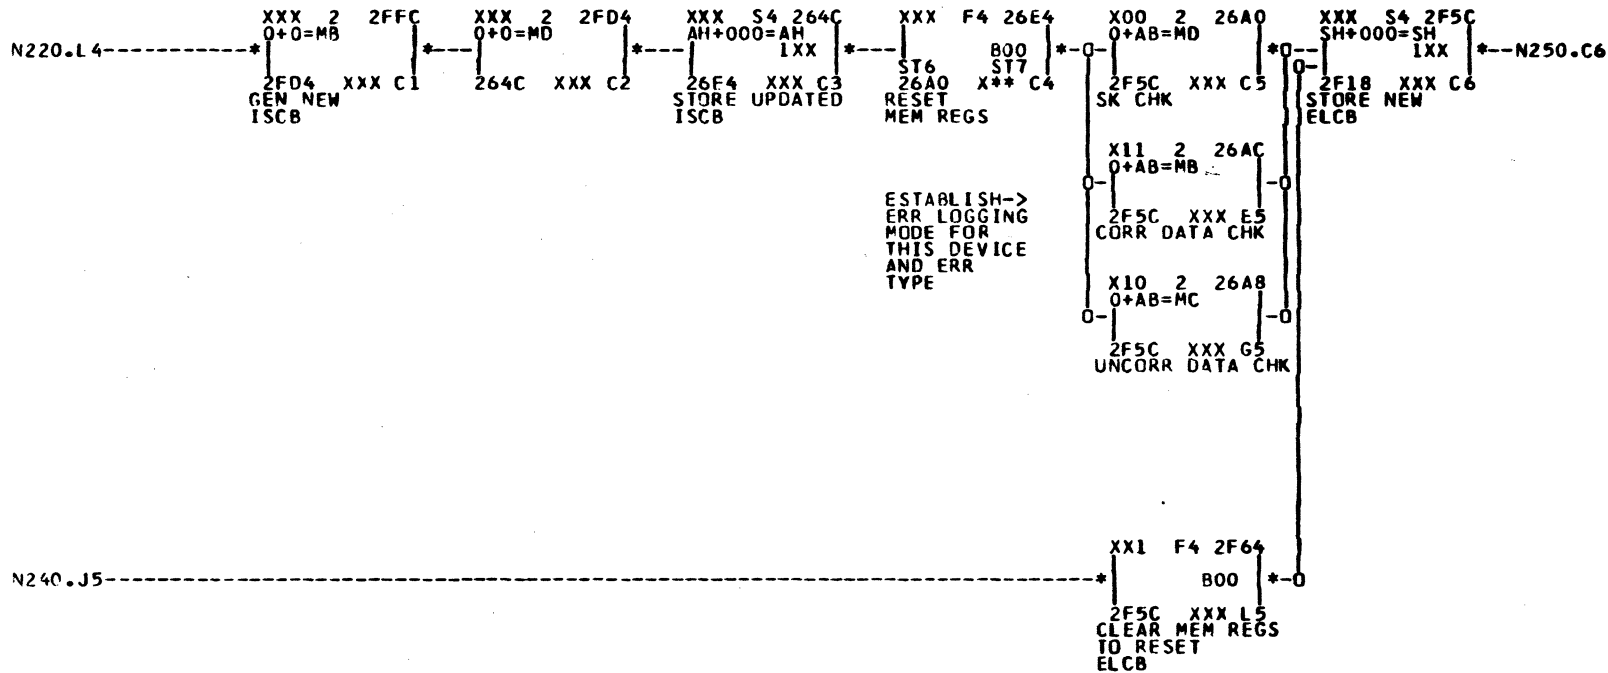 XXX 2 2FFC XXX 2 2FD4 XXX S4 264C XXX F4 26E4 X00 2 26A0 XXX S4 2F5C
0+0=MB 0+0=MD AH+000=AH 0+AB=MD SH+000=SH
N220.L4 1XX B00 1XX N250.C6
ST6 ST7
2FD4 XXX C1 264C XXX C2 26E4 XXX C3 26A0 X** C4 2F5C XXX C5 2F18 XXX C6
GEN NEW STORE UPDATED RESET SK CHK STORE NEW
ISCB ISCB MEM REGS ELCB
X11 2 26AC
0+AB=MB
ESTABLISH->
ERR LOGGING 2F5C XXX E5
MODE FOR CORR DATA CHK
THIS DEVICE
AND ERR
TYPE X10 2 26A8
0+AB=MC
2F5C XXX G5
UNCORR DATA CHK
XX1 F4 2F64
N240.J5 B00
2F5C XXX L5
CLEAR MEM REGS
TO RESET
ELCB